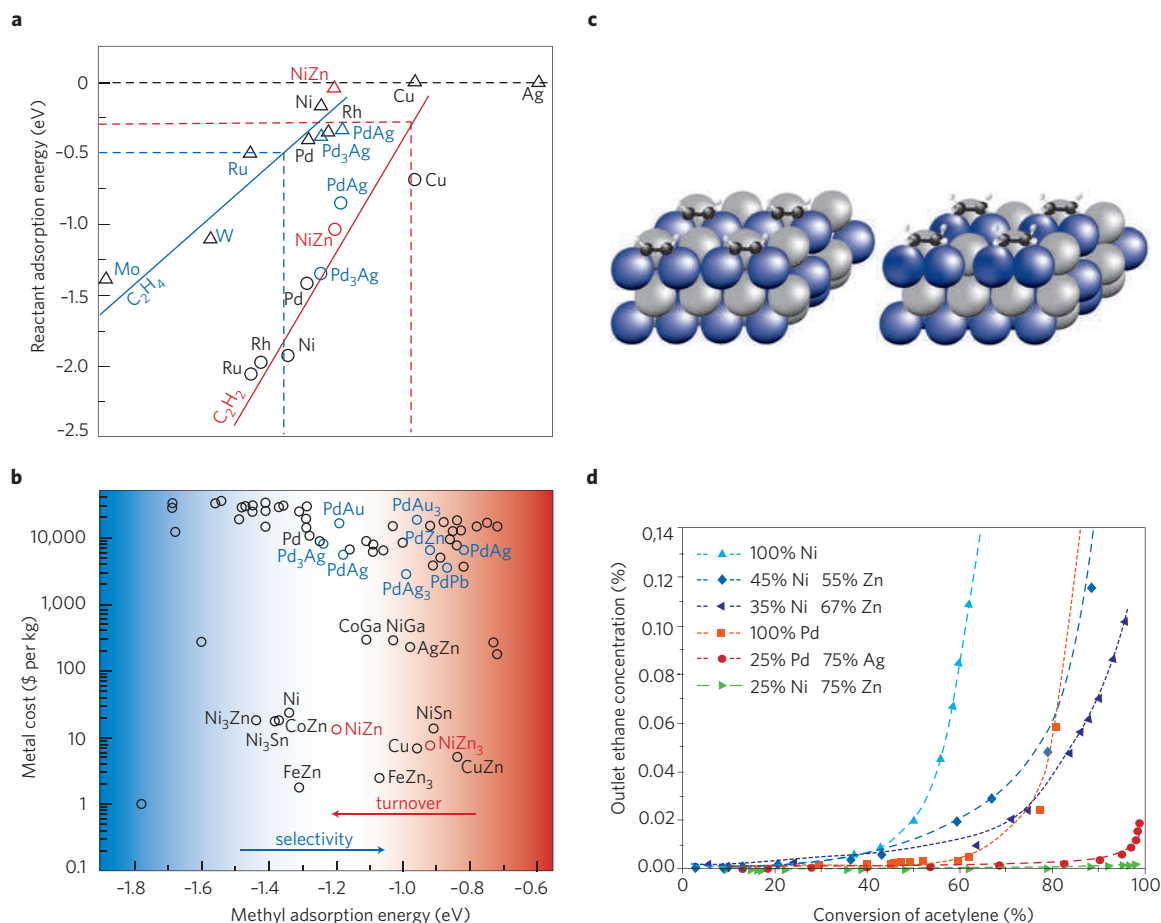 a
Reactant adsorption energy (eV)
0
–0.5
–1.0
–1.5
–2.0
–2.5
NiZn
Ni
Cu
Ag
Rh
PdAg
Pd
Pd3Ag
Ru
PdAg
Cu
W
NiZn
Mo
Pd3Ag
C2H4
Pd
Rh
Ni
Ru
C2H2
c
b
Metal cost ($ per kg)
10,000
1,000
100
10
1
0.1
PdAu
PdAu3
Pd
PdZn
PdAg
Pd3Ag
PdAg
PdPb
PdAg3
CoGa NiGa
AgZn
Ni
Ni3Zn
CoZn
NiZn
NiSn
Ni3Sn
Cu
NiZn3
CuZn
FeZn
FeZn3
turnover
selectivity
–1.8 –1.6 –1.4 –1.2 –1.0 –0.8 –0.6
Methyl adsorption energy (eV)
d
Outlet ethane concentration (%)
0.14
0.12
0.10
0.08
0.06
0.04
0.02
0.00
100% Ni
45% Ni 55% Zn
35% Ni 67% Zn
100% Pd
25% Pd 75% Ag
25% Ni 75% Zn
0 20 40 60 80 100
Conversion of acetylene (%)